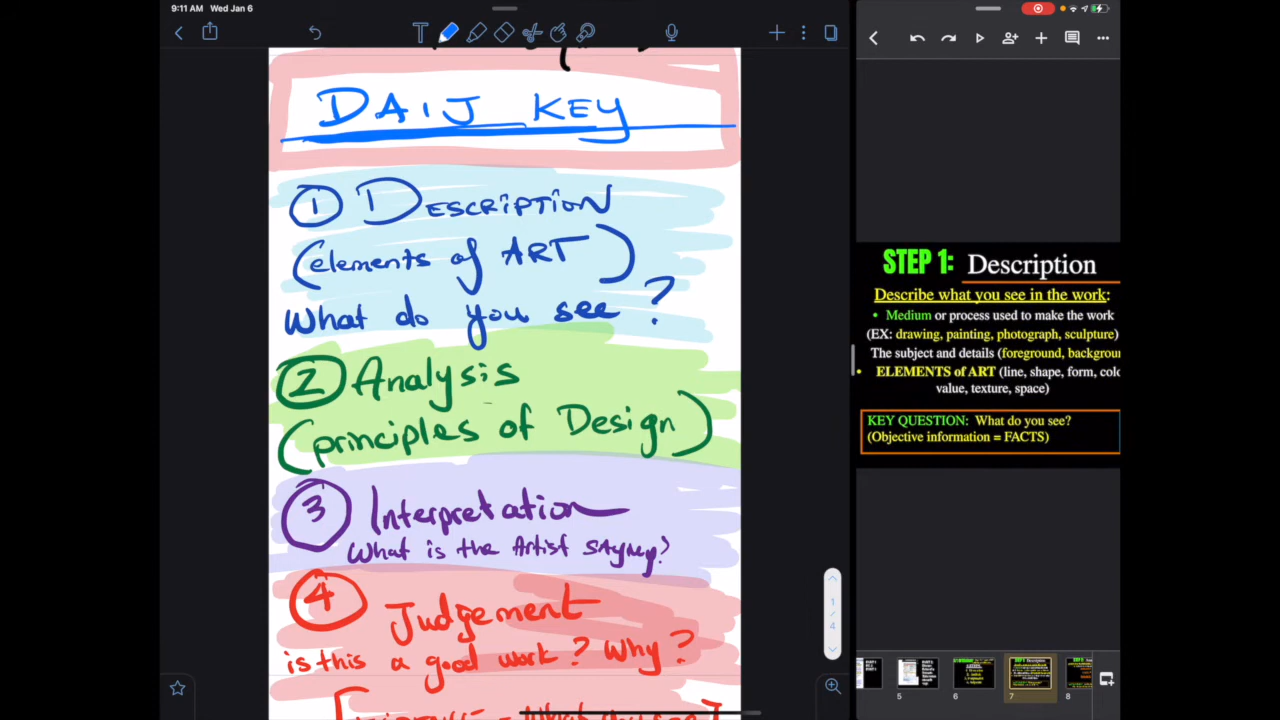 9:11 AM Wed Jan 6
DAIJ KEY
1 DESCRIPTION
(elements of ART)
What do you see?
2 Analysis
(principles of Design)
3 Interpretation
What is the Artist sAying?
4 Judgement
is this a good work? Why?
1
/
4
STEP 1: Description
Describe what you see in the work:
• Medium or process used to make the work
(EX: drawing, painting, photograph, sculpture)
The subject and details (foreground, backgrou
• ELEMENTS of ART (line, shape, form, colo
value, texture, space)
KEY QUESTION: What do you see?
(Objective information = FACTS)
5
6
7
8